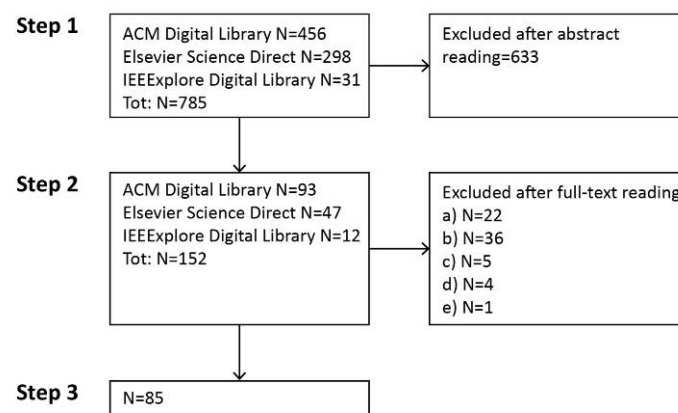 Step 1
ACM Digital Library N=456
Elsevier Science Direct N=298
IEEExplore Digital Library N=31
Tot: N=785
Excluded after abstract
reading=633
Step 2
ACM Digital Library N=93
Elsevier Science Direct N=47
IEEExplore Digital Library N=12
Tot: N=152
Excluded after full-text reading
a) N=22
b) N=36
c) N=5
d) N=4
e) N=1
Step 3
N=85